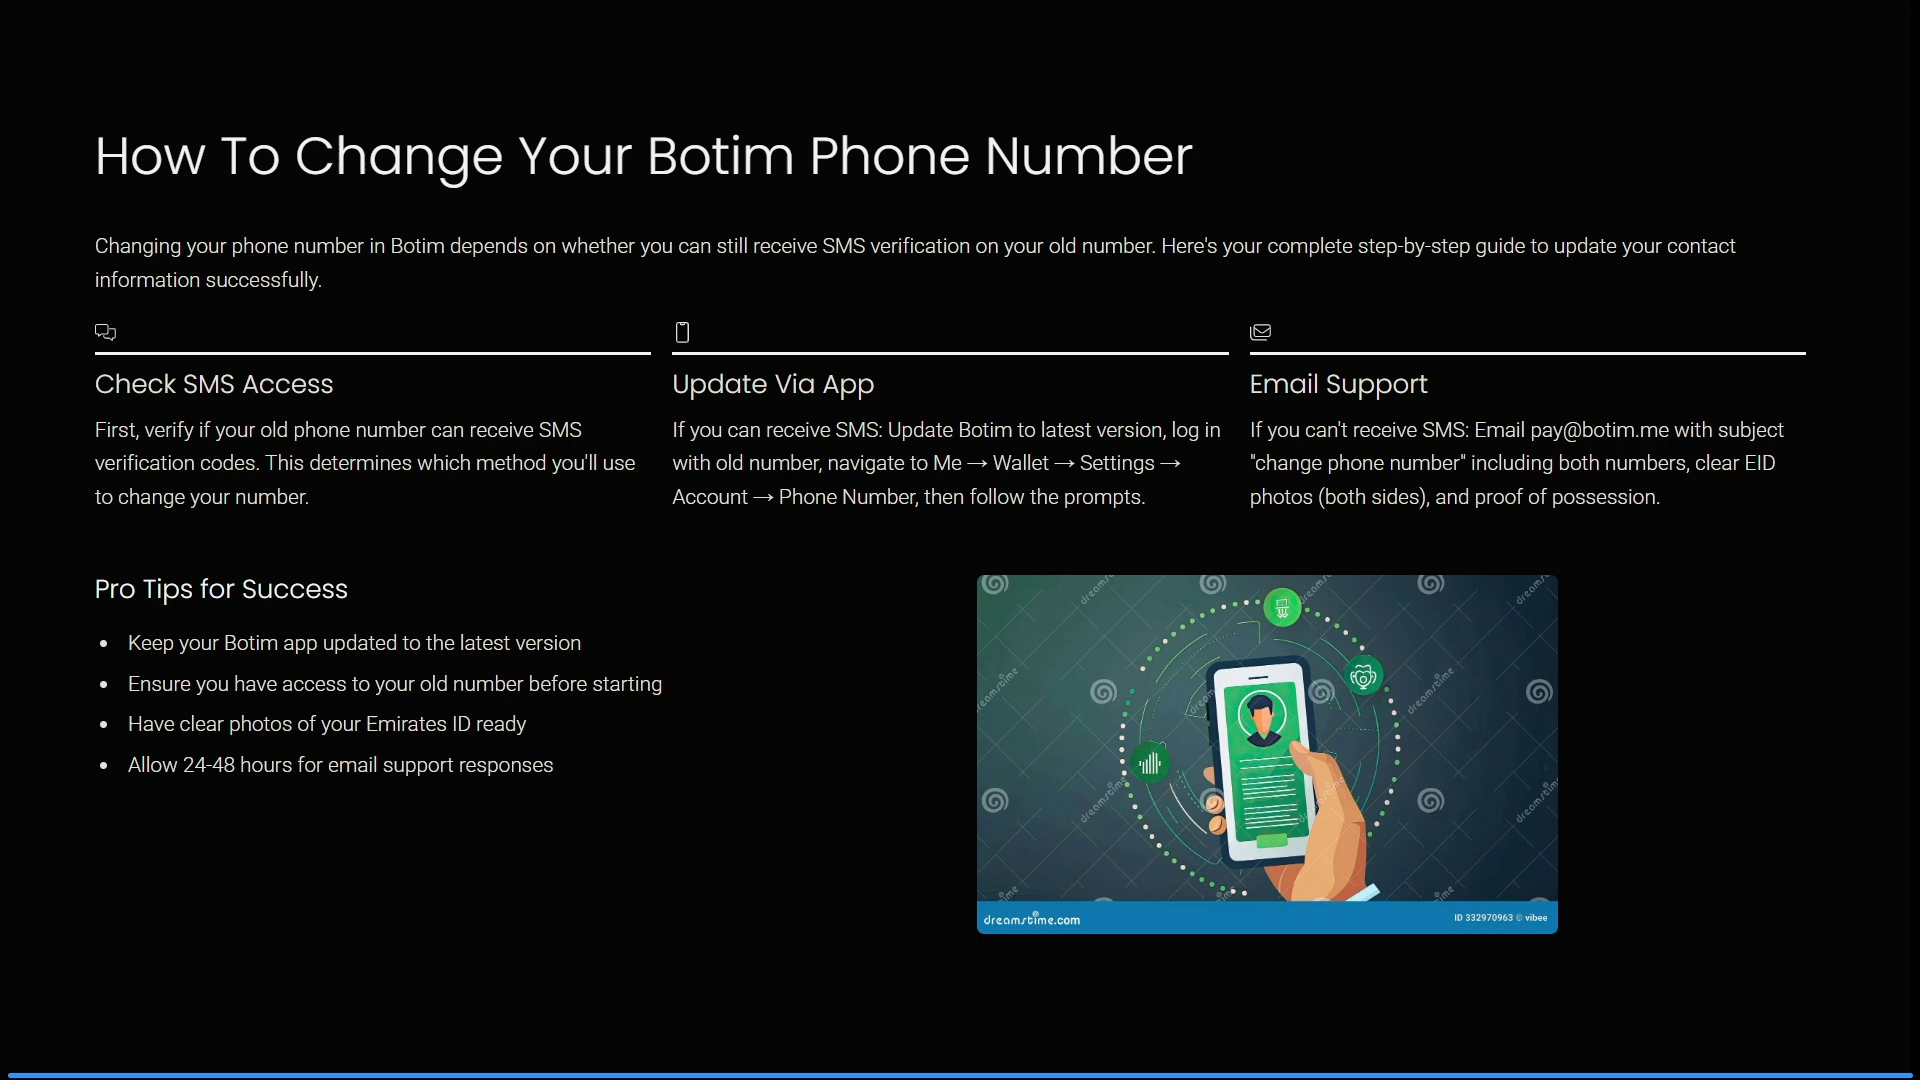 How To Change Your Botim Phone Number
Changing your phone number in Botim depends on whether you can still receive SMS verification on your old number. Here's your complete step-by-step guide to update your contact
information successfully.
Check SMS Access
First, verify if your old phone number can receive SMS
verification codes. This determines which method you'll use
to change your number.
Update Via App
If you can receive SMS: Update Botim to latest version, log in
with old number, navigate to Me → Wallet → Settings →
Account → Phone Number, then follow the prompts.
Email Support
If you can't receive SMS: Email pay@botim.me with subject
"change phone number" including both numbers, clear EID
photos (both sides), and proof of possession.
Pro Tips for Success
• Keep your Botim app updated to the latest version
• Ensure you have access to your old number before starting
• Have clear photos of your Emirates ID ready
• Allow 24-48 hours for email support responses
dreamstime
dreamstime
dreamstime
dreamstime
dreamstime
dreamstime
dreamstime.com
ID 332970963 © vibee